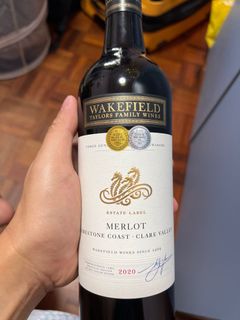 WAKEFIELD
TAYLORS FAMILY WINES
ESTATE LABEL
MERLOT
LIMESTONE COAST - CLARE VALLEY
WAKEFIELD WINES SINCE 1969
2020